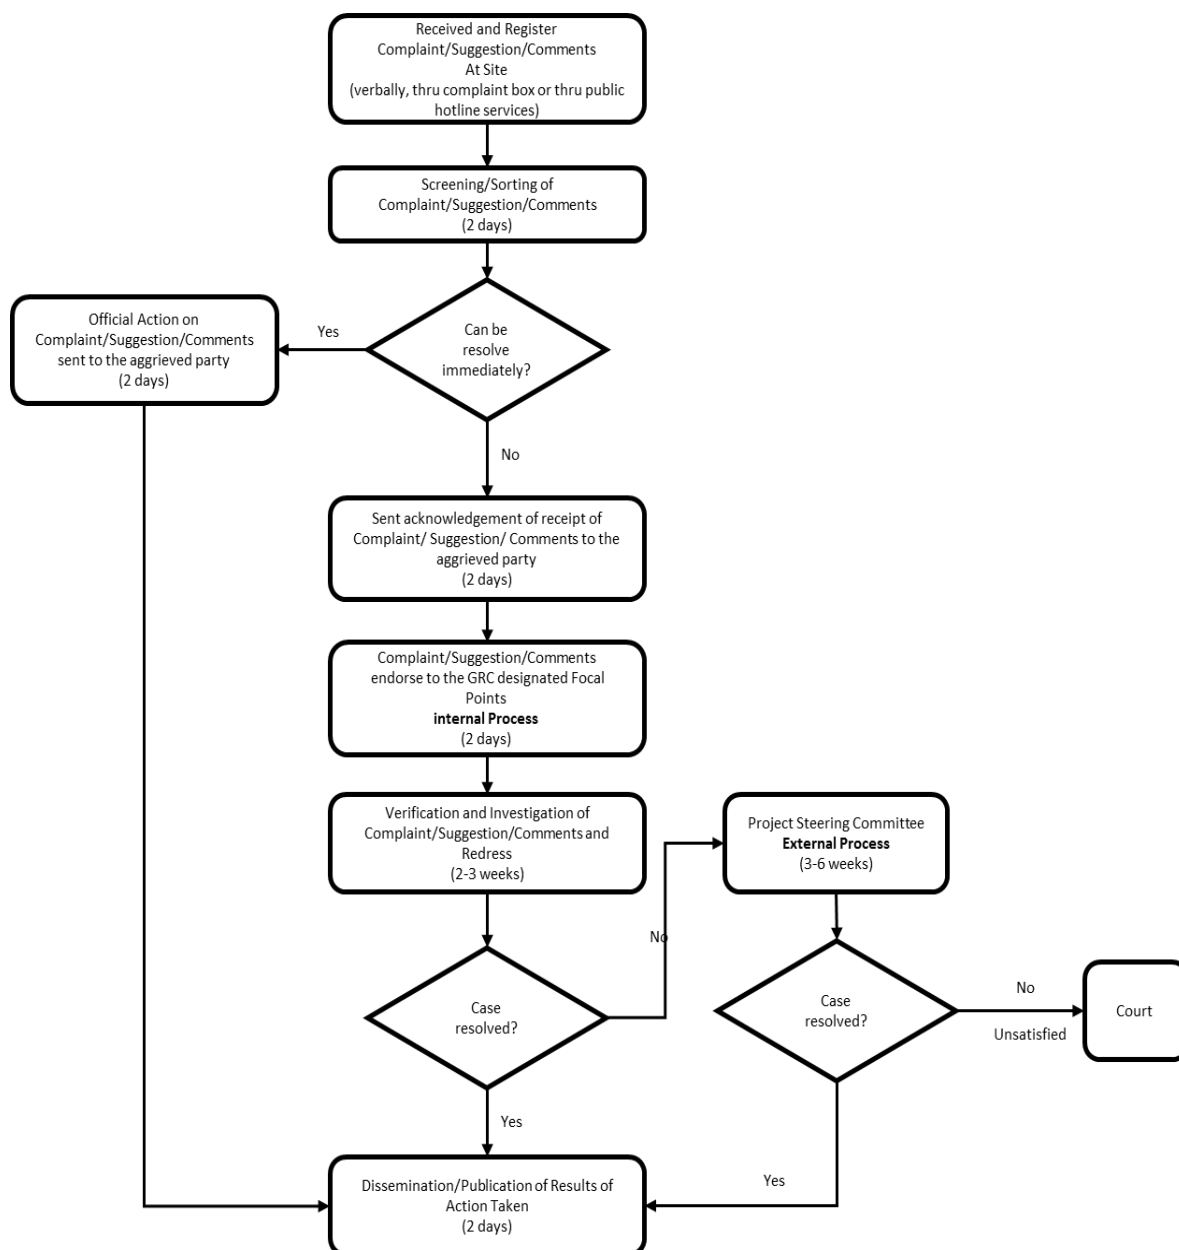 Received and Register
Complaint/Suggestion/Comments
At Site
(verbally, thru complaint box or thru public
hotline services)
Screening/Sorting of
Complaint/Suggestion/Comments
(2 days)
Can be
resolve
immediately?
Yes
Official Action on
Complaint/Suggestion/Comments
sent to the aggrieved party
(2 days)
No
Sent acknowledgement of receipt of
Complaint/ Suggestion/ Comments to the
aggrieved party
(2 days)
Complaint/Suggestion/Comments
endorse to the GRC designated Focal
Points
internal Process
(2 days)
Verification and Investigation of
Complaint/Suggestion/Comments and
Redress
(2-3 weeks)
Project Steering Committee
External Process
(3-6 weeks)
No
Case
resolved?
Case
resolved?
No
Unsatisfied
Court
Yes
Yes
Dissemination/Publication of Results of
Action Taken
(2 days)